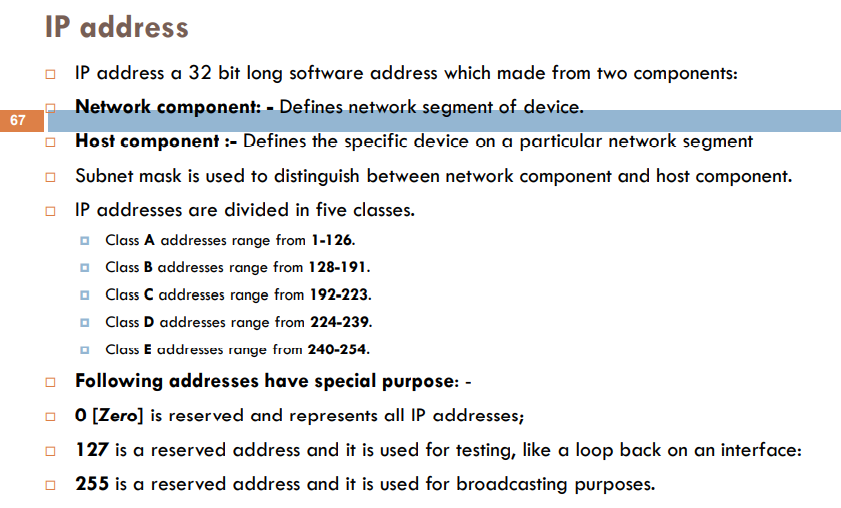 IP address
IP address a 32 bit long software address which made from two components:
Network component: - Defines network segment of device.
67
Host component :- Defines the specific device on a particular network segment
Subnet mask is used to distinguish between network component and host component.
IP addresses are divided in five classes.
Class A addresses range from 1-126.
Class B addresses range from 128-191.
Class C addresses range from 192-223.
Class D addresses range from 224-239.
Class E addresses range from 240-254.
Following addresses have special purpose: -
0 [Zero] is reserved and represents all IP addresses;
127 is a reserved address and it is used for testing, like a loop back on an interface:
255 is a reserved address and it is used for broadcasting purposes.